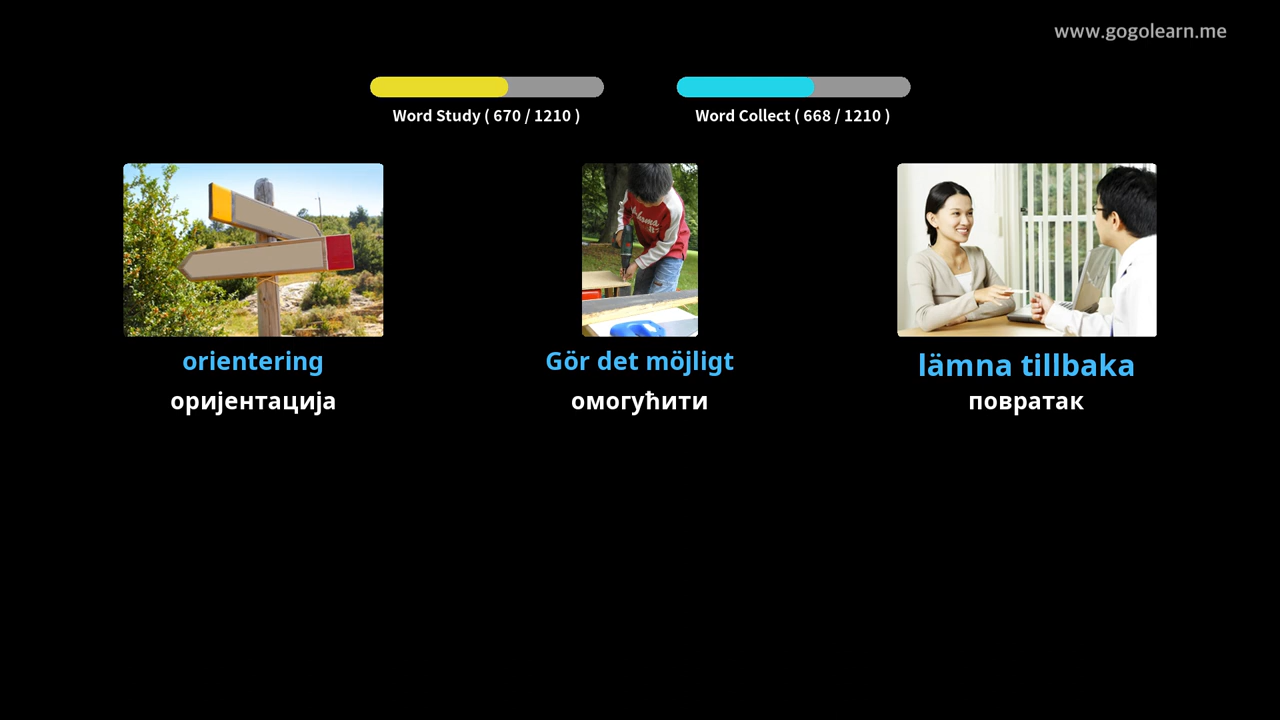 www.gogolearn.me
Word Study ( 670 / 1210 )
Word Collect ( 668 / 1210 )
orientering
Gör det möjligt
lämna tillbaka
оријентација
омогућити
повратак